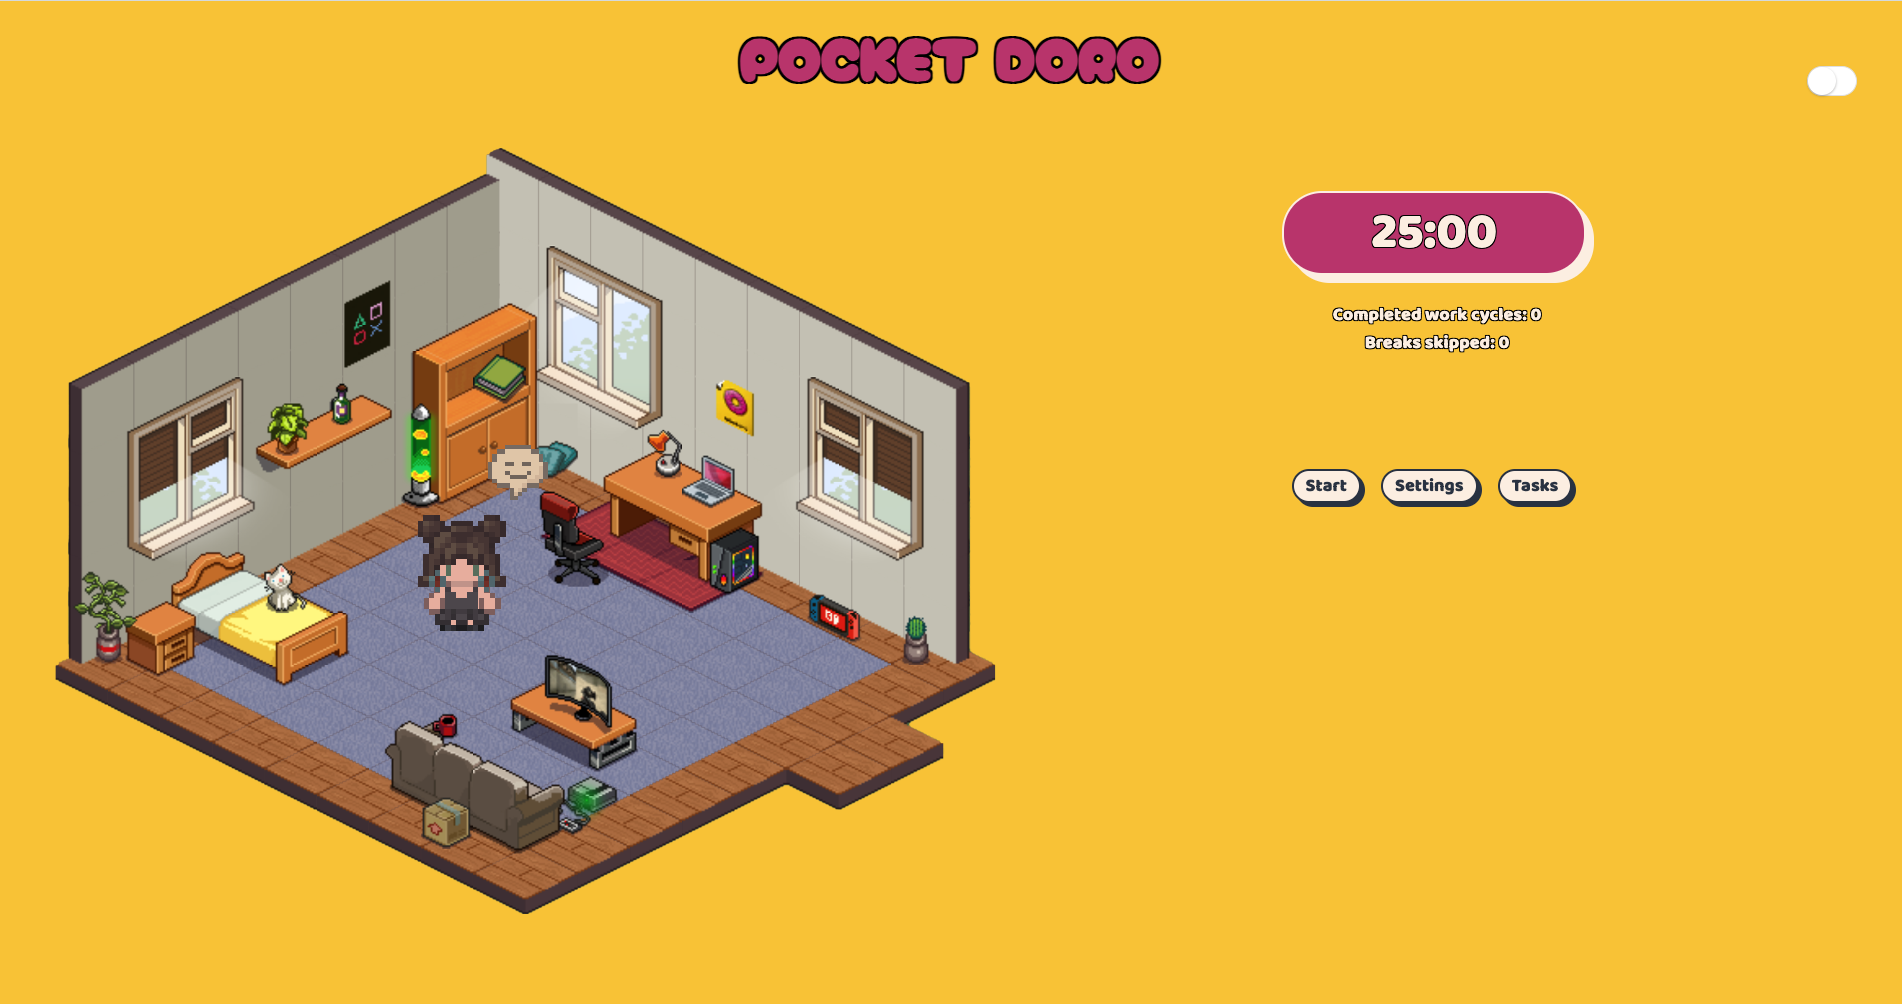 POCKET DORO
25:00
Completed work cycles: 0
Breaks skipped: 0
Start
Settings
Tasks